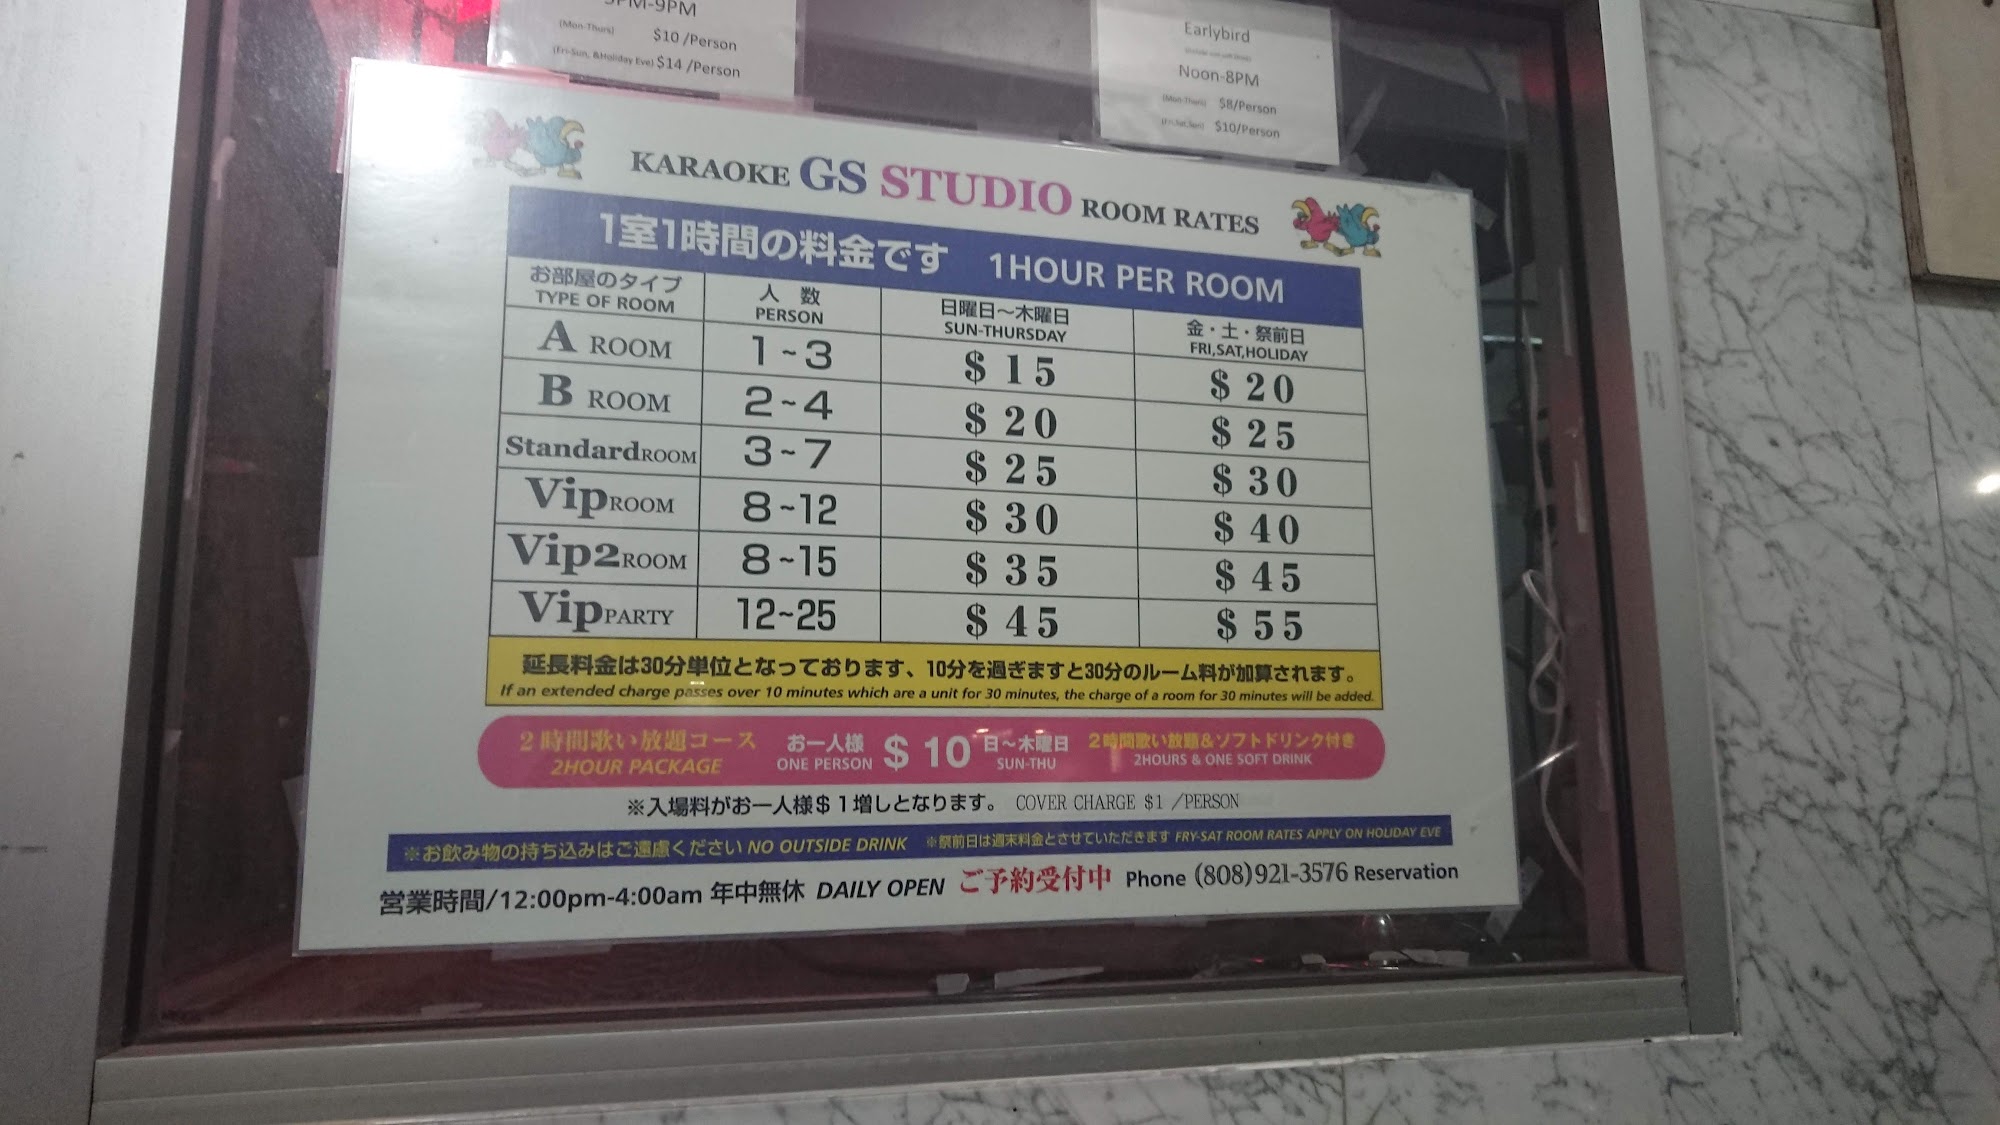 PM-9PM
(Mon-Thurs) $10 /Person
(Fri-Sun, &Holiday Eve) $14 /Person
Earlybird
Noon-8PM
(Mon-Thurs) $8/Person
(Fri,Sat,Sun) $10/Person
KARAOKE GS STUDIO ROOM RATES
1室1時間の料金です 1HOUR PER ROOM
お部屋のタイプ 人 数 日曜日~木曜日 金・土・祭前日
TYPE OF ROOM PERSON SUN-THURSDAY FRI,SAT,HOLIDAY
A ROOM 1~3 $15 $20
B ROOM 2~4 $20 $25
Standard ROOM 3~7 $25 $30
Vip ROOM 8~12 $30 $40
Vip2 ROOM 8~15 $35 $45
Vip PARTY 12~25 $45 $55
延長料金は30分単位となっております、10分を過ぎますと30分のルーム料が加算されます。
If an extended charge passes over 10 minutes which are a unit for 30 minutes, the charge of a room for 30 minutes will be added.
2時間歌い放題コース お一人様 $10 日~木曜日 2時間歌い放題&ソフトドリンク付き
2HOUR PACKAGE ONE PERSON SUN-THU 2HOURS & ONE SOFT DRINK
※入場料がお一人様$1増しとなります。 COVER CHARGE $1 /PERSON
※お飲み物の持ち込みはご遠慮ください NO OUTSIDE DRINK ※祭前日は週末料金とさせていただきます FRY-SAT ROOM RATES APPLY ON HOLIDAY EVE
営業時間/12:00pm-4:00am 年中無休 DAILY OPEN ご予約受付中 Phone (808)921-3576 Reservation